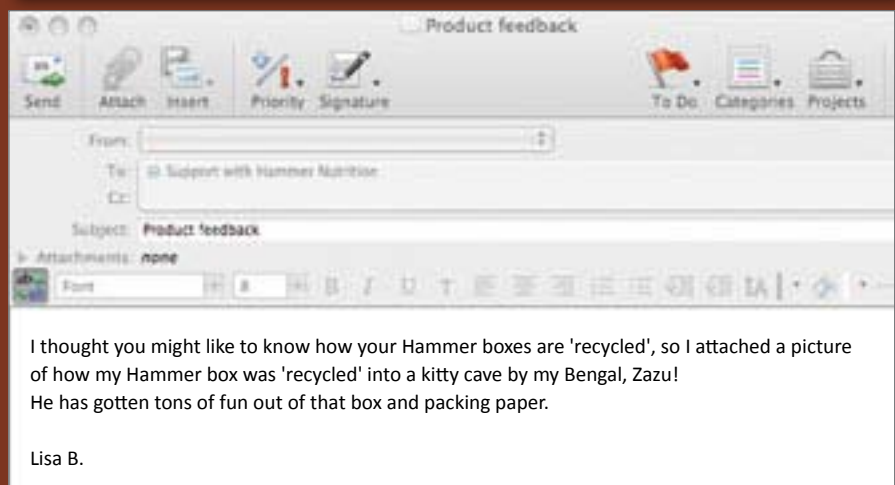 Product feedback
Send Attach Insert Priority Signature To Do Categories Projects
From:
To: Support with Hammer Nutrition
Cc:
Subject: Product feedback
Attachments: none
Font 8 B I U T
I thought you might like to know how your Hammer boxes are 'recycled', so I attached a picture
of how my Hammer box was 'recycled' into a kitty cave by my Bengal, Zazu!
He has gotten tons of fun out of that box and packing paper.
Lisa B.